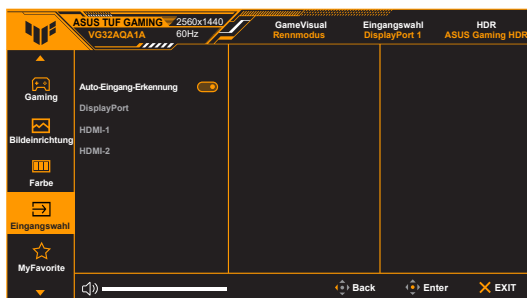 ASUS TUF GAMING 2560x1440
VG32AQA1A 60Hz
GameVisual
Rennmodus
Eingangswahl
DisplayPort 1
HDR
ASUS Gaming HDR
Gaming
Bildeinrichtung
Farbe
Eingangswahl
MyFavorite
Auto-Eingang-Erkennung
DisplayPort
HDMI-1
HDMI-2
Back Enter EXIT